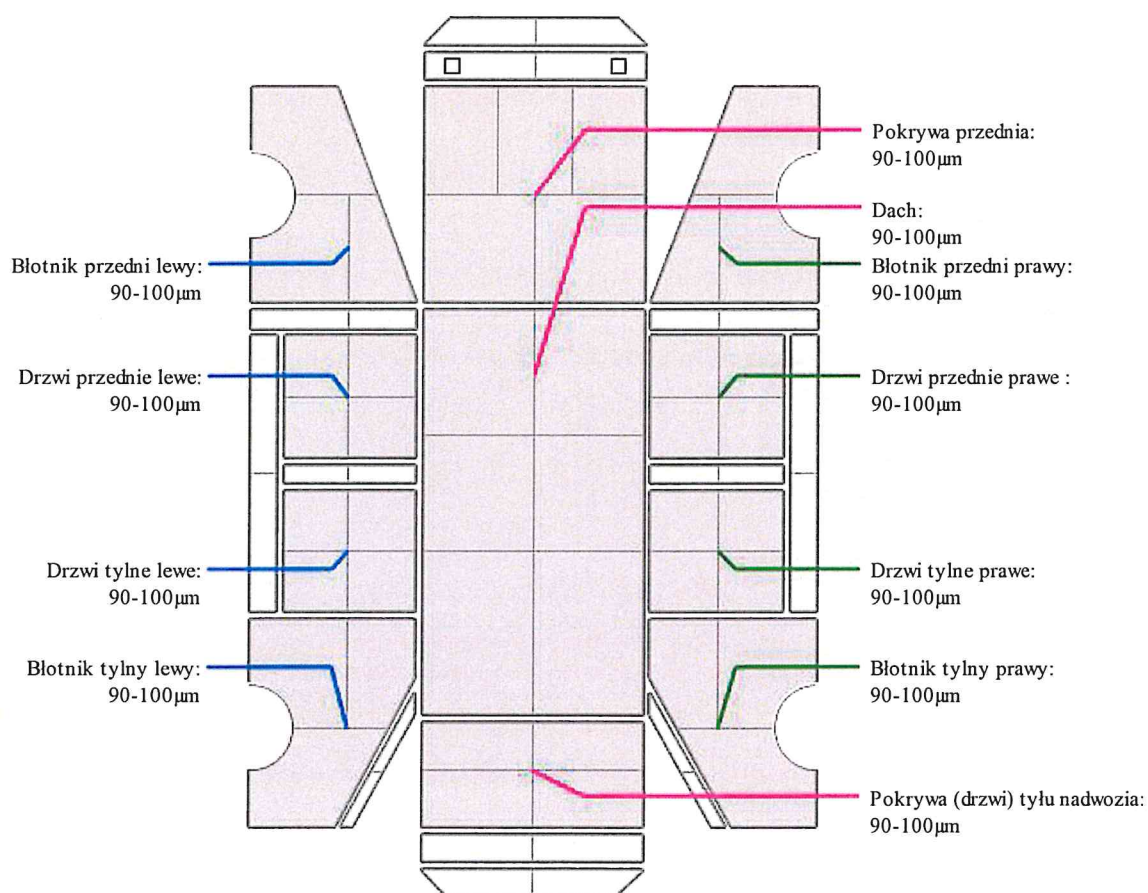 Pokrywa przednia:
90-100µm
Dach:
90-100µm
Błotnik przedni lewy:
90-100µm
Błotnik przedni prawy:
90-100µm
Drzwi przednie lewe:
90-100µm
Drzwi przednie prawe :
90-100µm
Drzwi tylne lewe:
90-100µm
Drzwi tylne prawe:
90-100µm
Błotnik tylny lewy:
90-100µm
Błotnik tylny prawy:
90-100µm
Pokrywa (drzwi) tyłu nadwozia:
90-100µm